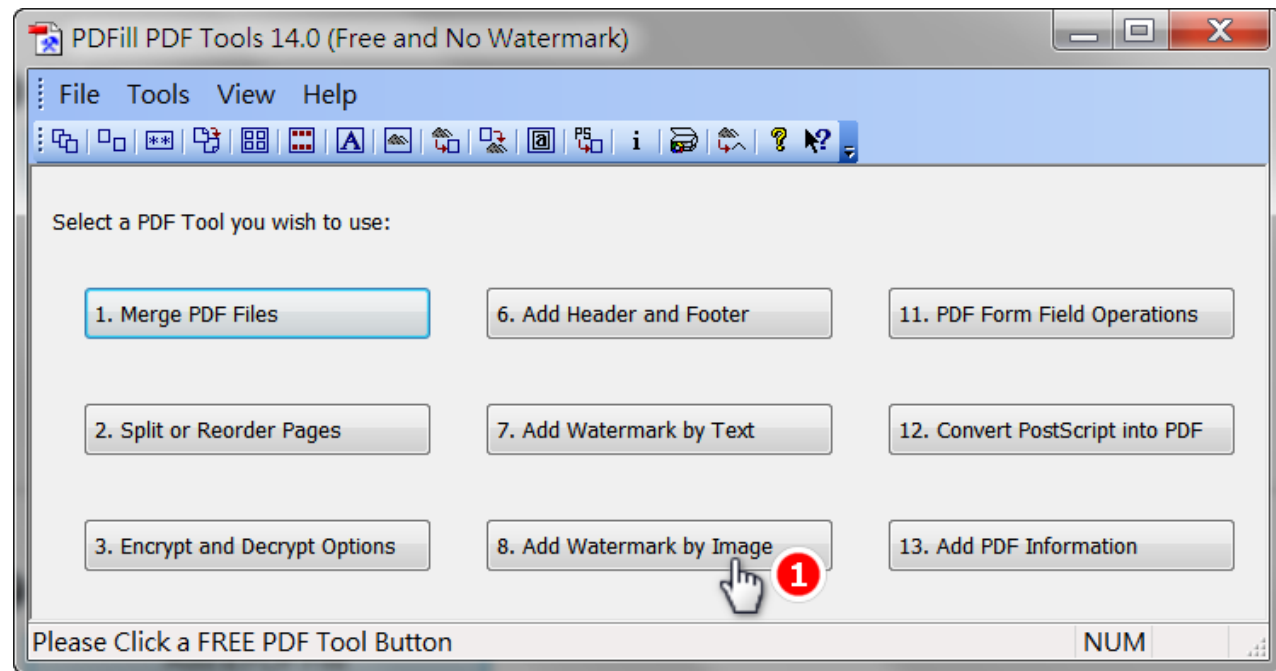 PDFill PDF Tools 14.0 (Free and No Watermark)
File Tools View Help
Select a PDF Tool you wish to use:
1. Merge PDF Files
6. Add Header and Footer
11. PDF Form Field Operations
2. Split or Reorder Pages
7. Add Watermark by Text
12. Convert PostScript into PDF
3. Encrypt and Decrypt Options
8. Add Watermark by Image
13. Add PDF Information
1
Please Click a FREE PDF Tool Button
NUM